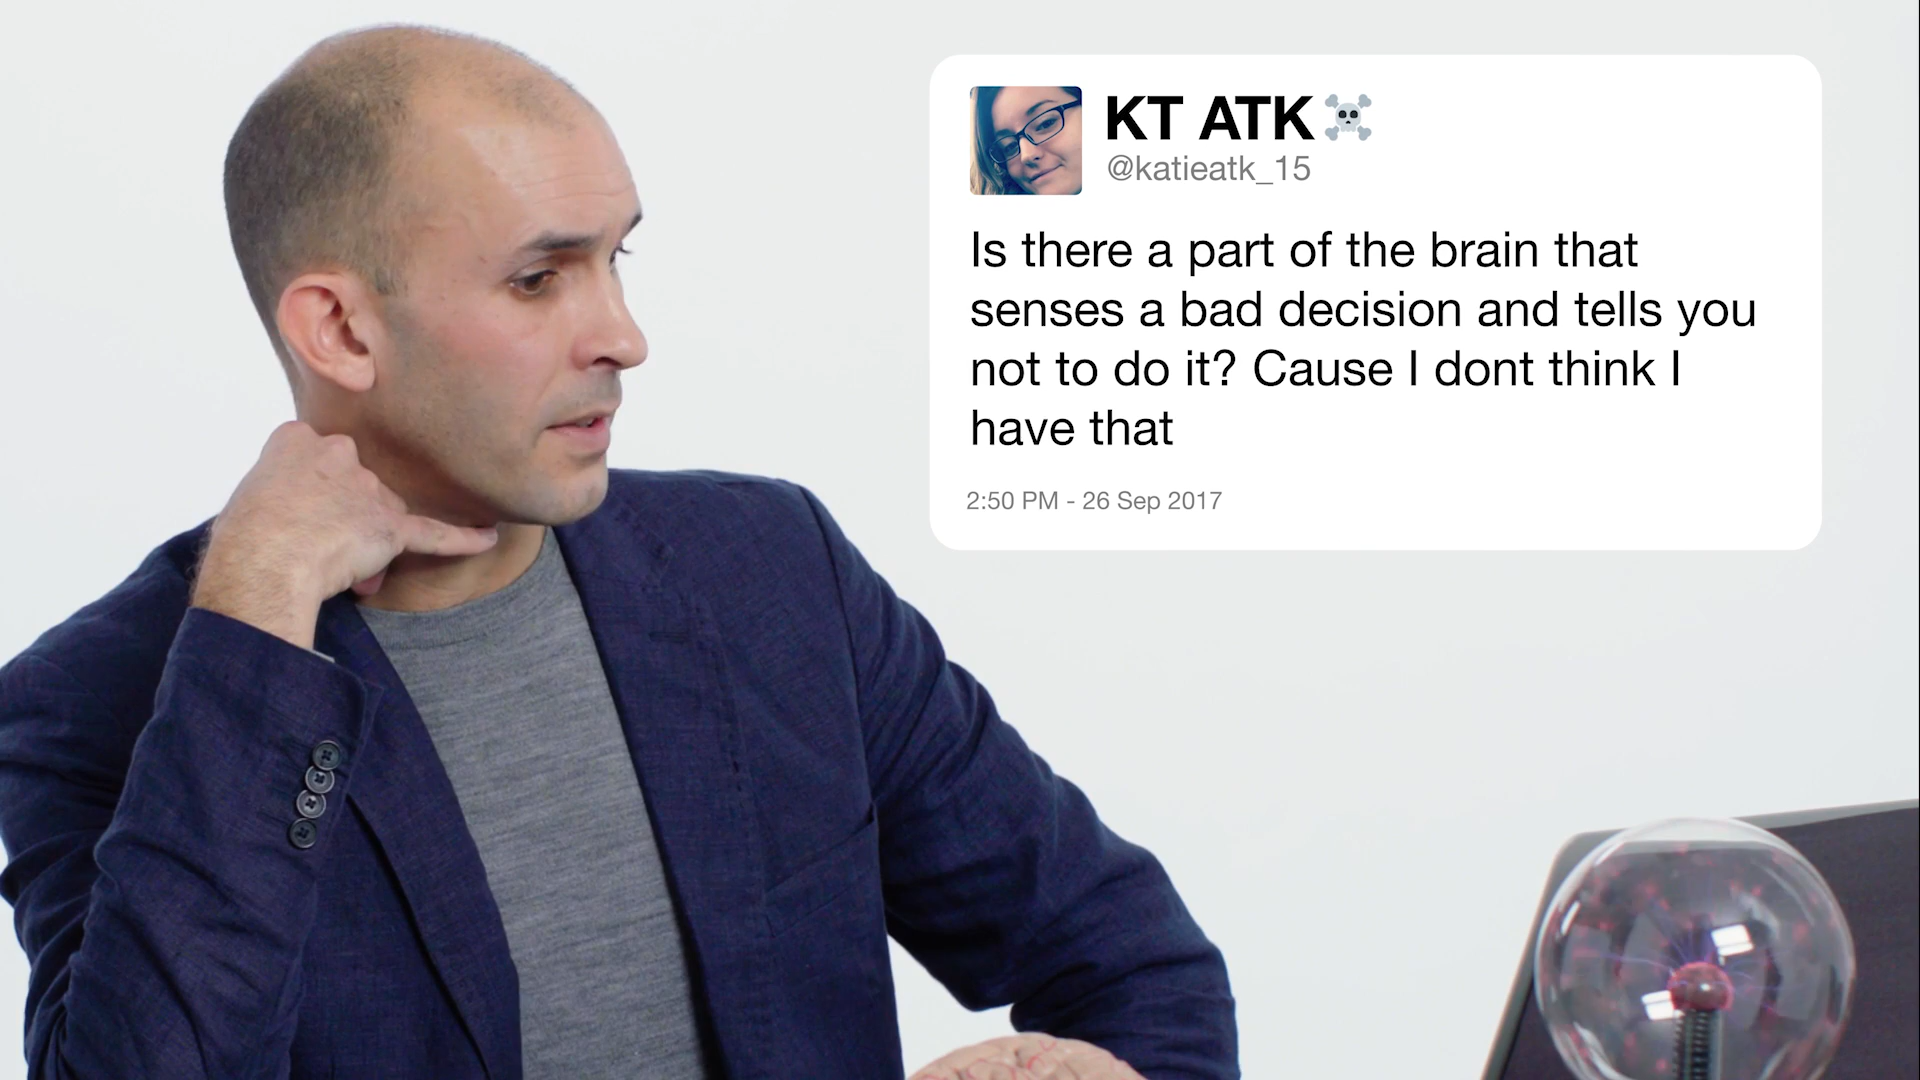 KT ATK☠️
@katieatk_15
Is there a part of the brain that
senses a bad decision and tells you
not to do it? Cause I dont think I
have that
2:50 PM - 26 Sep 2017